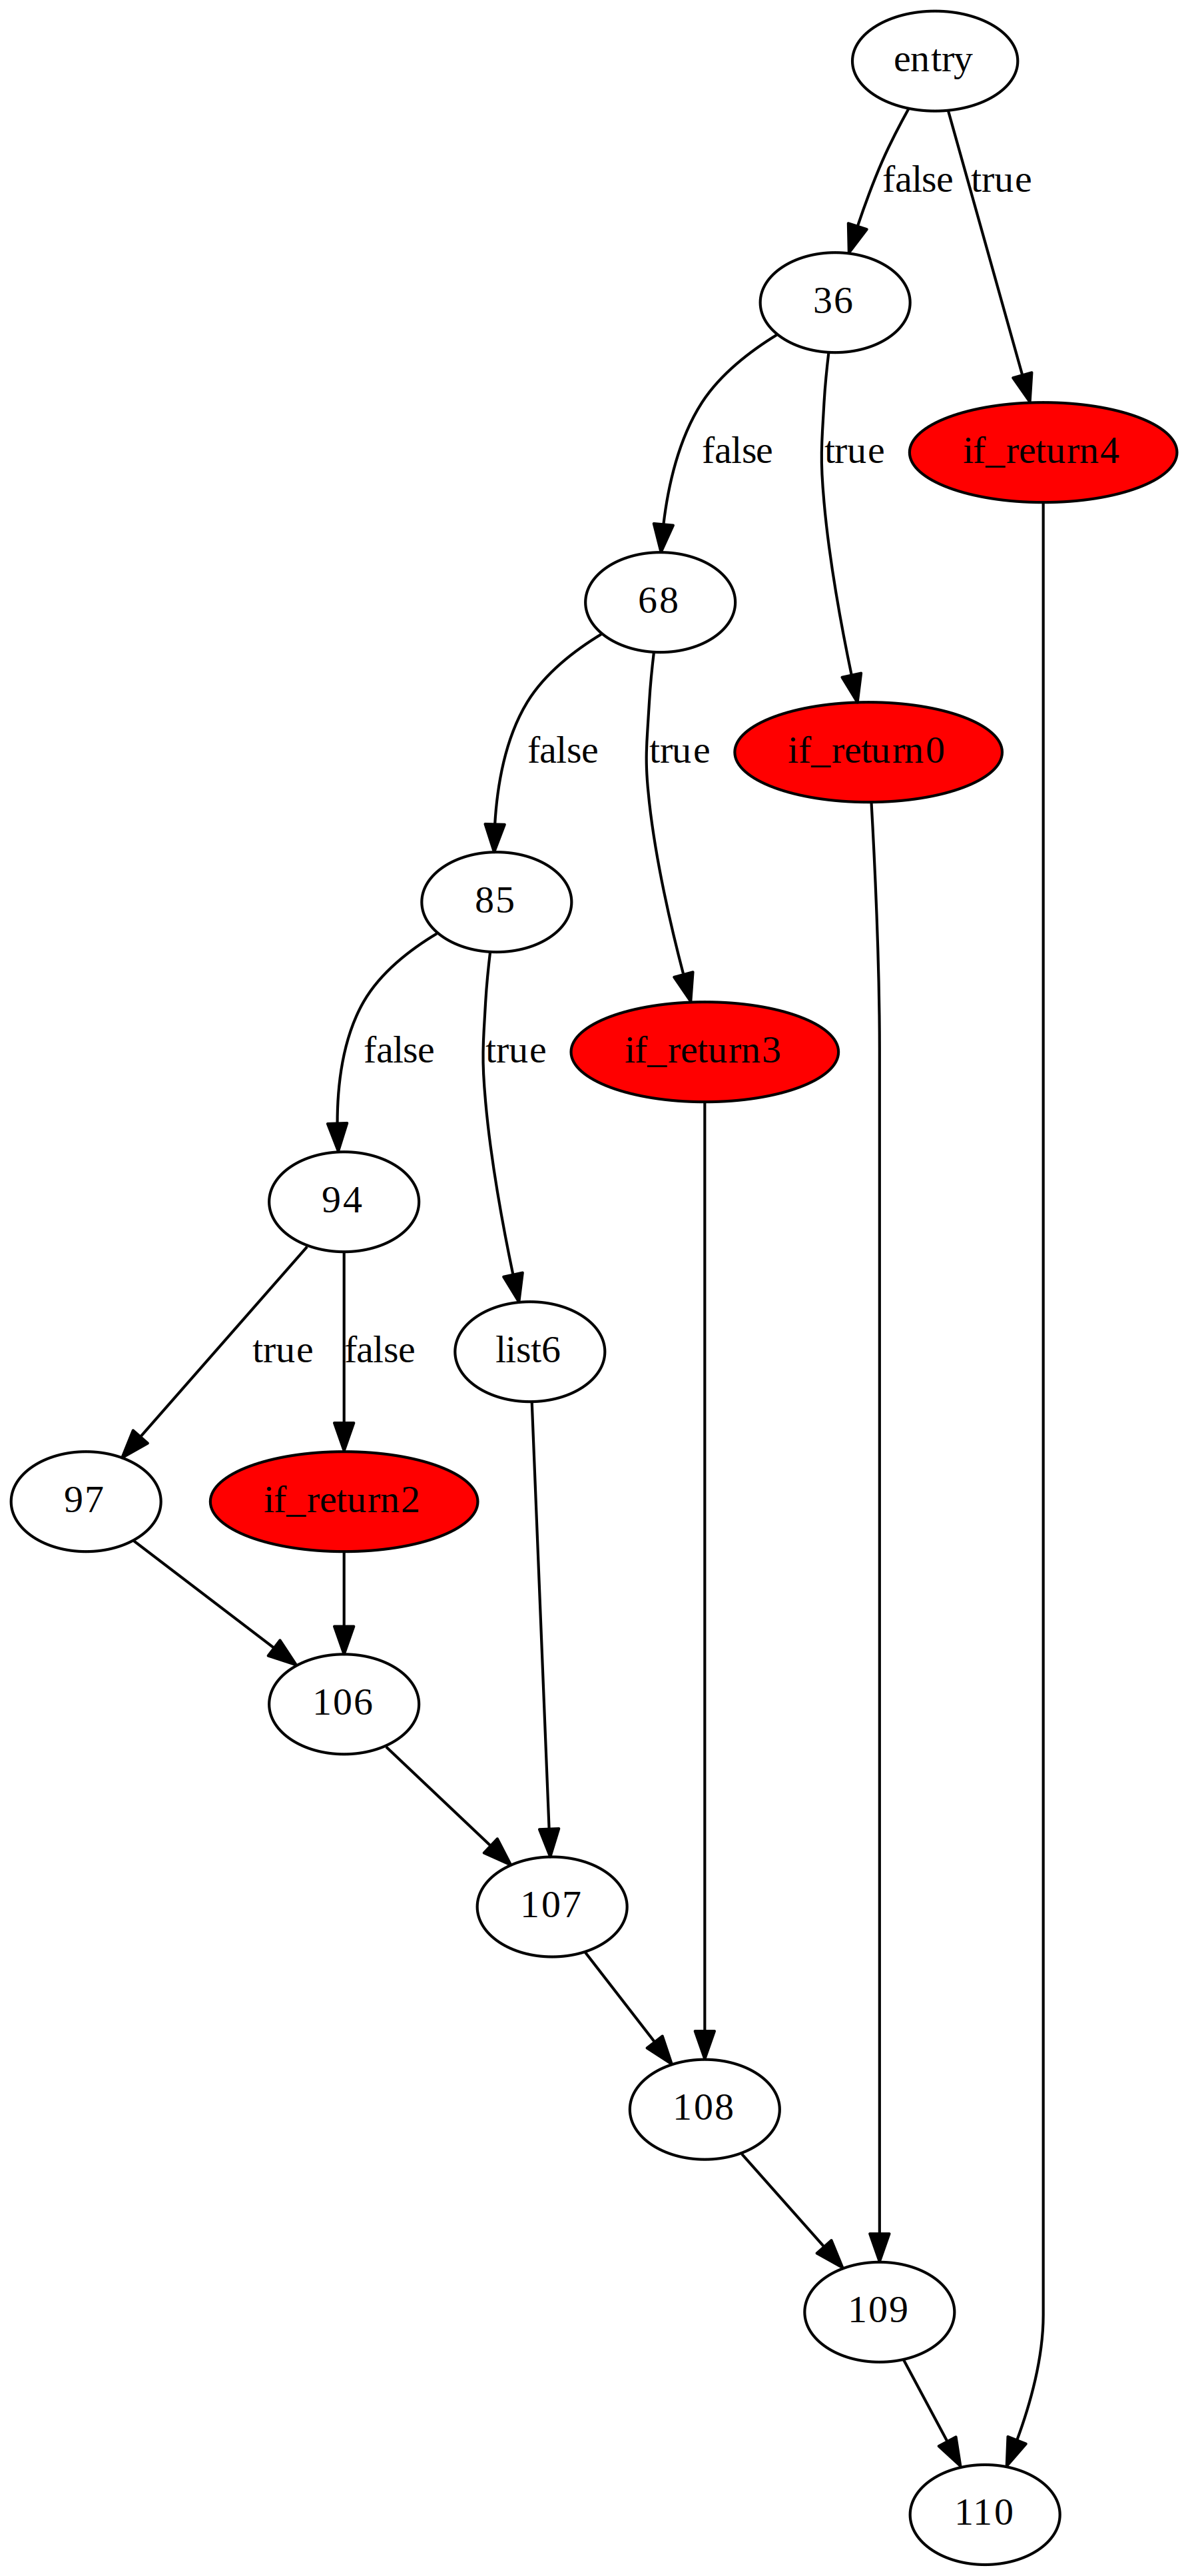 entry
false true
36
false true if_return4
68
false true if_return0
85
false true if_return3
94
true false list6
97 if_return2
106
107
108
109
110